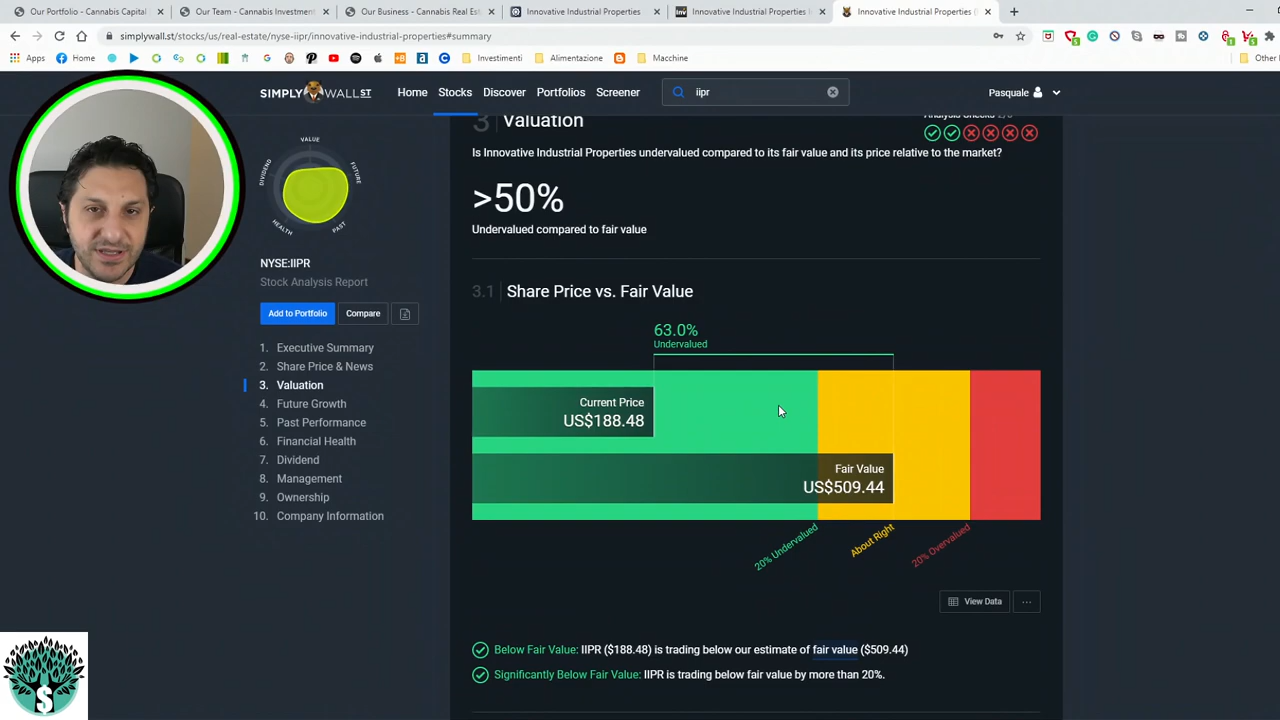 Our Portfolio - Cannabis Capital
Our Team - Cannabis Investment
Our Business - Cannabis Real Est
Innovative Industrial Properties
Innovative Industrial Properties In
Innovative Industrial Properties (
simplywall.st/stocks/us/real-estate/nyse-iipr/innovative-industrial-properties#summary
Apps
Home
Investimenti
Alimentazione
Macchine
Other
SIMPLY WALL ST
Home
Stocks
Discover
Portfolios
Screener
iipr
Pasquale
VALUE
FUTURE
PAST
HEALTH
DIVIDEND
NYSE:IIPR
Stock Analysis Report
Add to Portfolio
Compare
1. Executive Summary
2. Share Price & News
3. Valuation
4. Future Growth
5. Past Performance
6. Financial Health
7. Dividend
8. Management
9. Ownership
10. Company Information
3 Valuation
Analysis Checks
Is Innovative Industrial Properties undervalued compared to its fair value and its price relative to the market?
>50%
Undervalued compared to fair value
3.1 Share Price vs. Fair Value
63.0%
Undervalued
Current Price
US$188.48
Fair Value
US$509.44
20% Undervalued
About Right
20% Overvalued
View Data
Below Fair Value: IIPR ($188.48) is trading below our estimate of fair value ($509.44)
Significantly Below Fair Value: IIPR is trading below fair value by more than 20%.
$